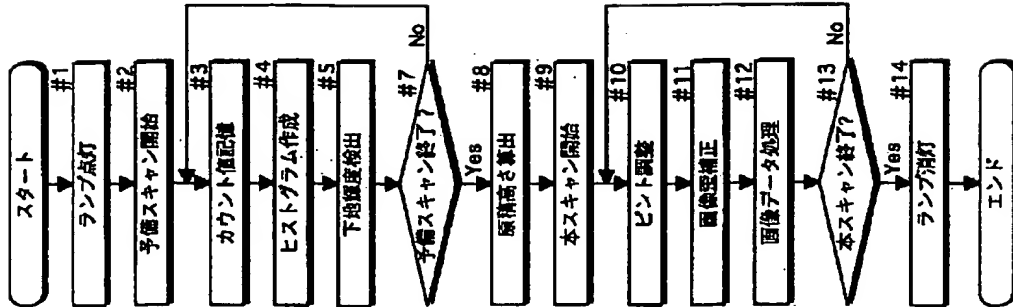 スタート
#1
ランプ点灯
#2
予備スキャン開始
#3
カウント値記憶
#4
ヒストグラム作成
#5
下地輝度検出
#7
予備スキャン終了?
No
Yes
#8
原稿高さ算出
#9
本スキャン開始
#10
ピント調整
#11
画像歪補正
#12
画像データ処理
#13
本スキャン終了?
No
Yes
#14
ランプ消灯
エンド